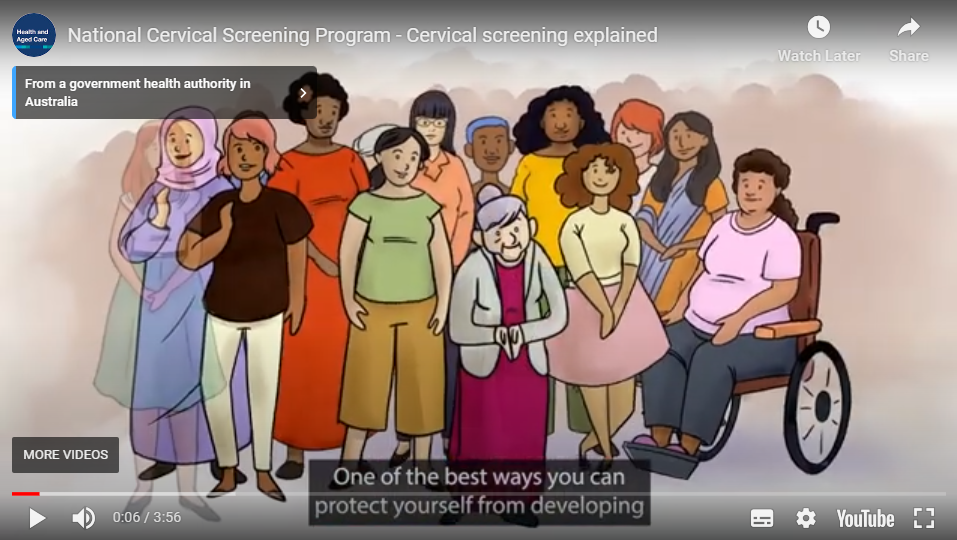 Health and
Aged Care
National Cervical Screening Program - Cervical screening explained
Watch Later
Share
From a government health authority in
Australia
MORE VIDEOS
One of the best ways you can
protect yourself from developing
0:06 / 3:56
YouTube